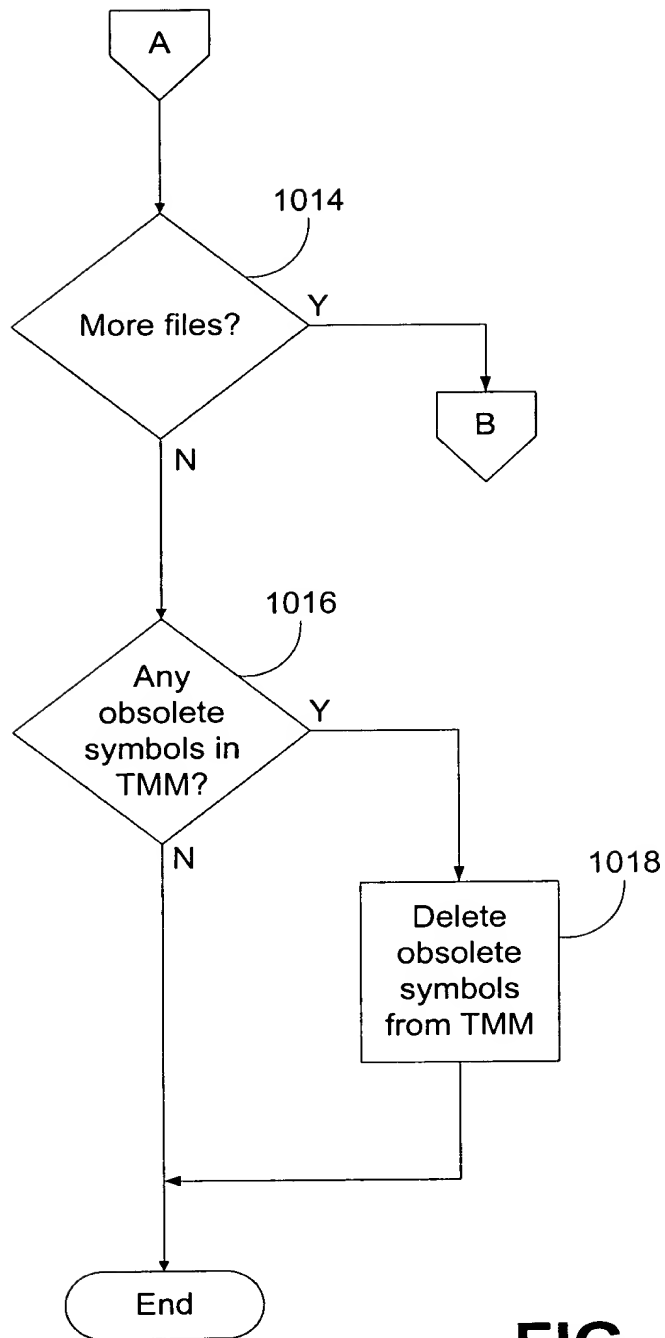 A
1014
More files?
Y
B
N
1016
Any
obsolete
symbols in
TMM?
Y
N
1018
Delete
obsolete
symbols
from TMM
End
FIG